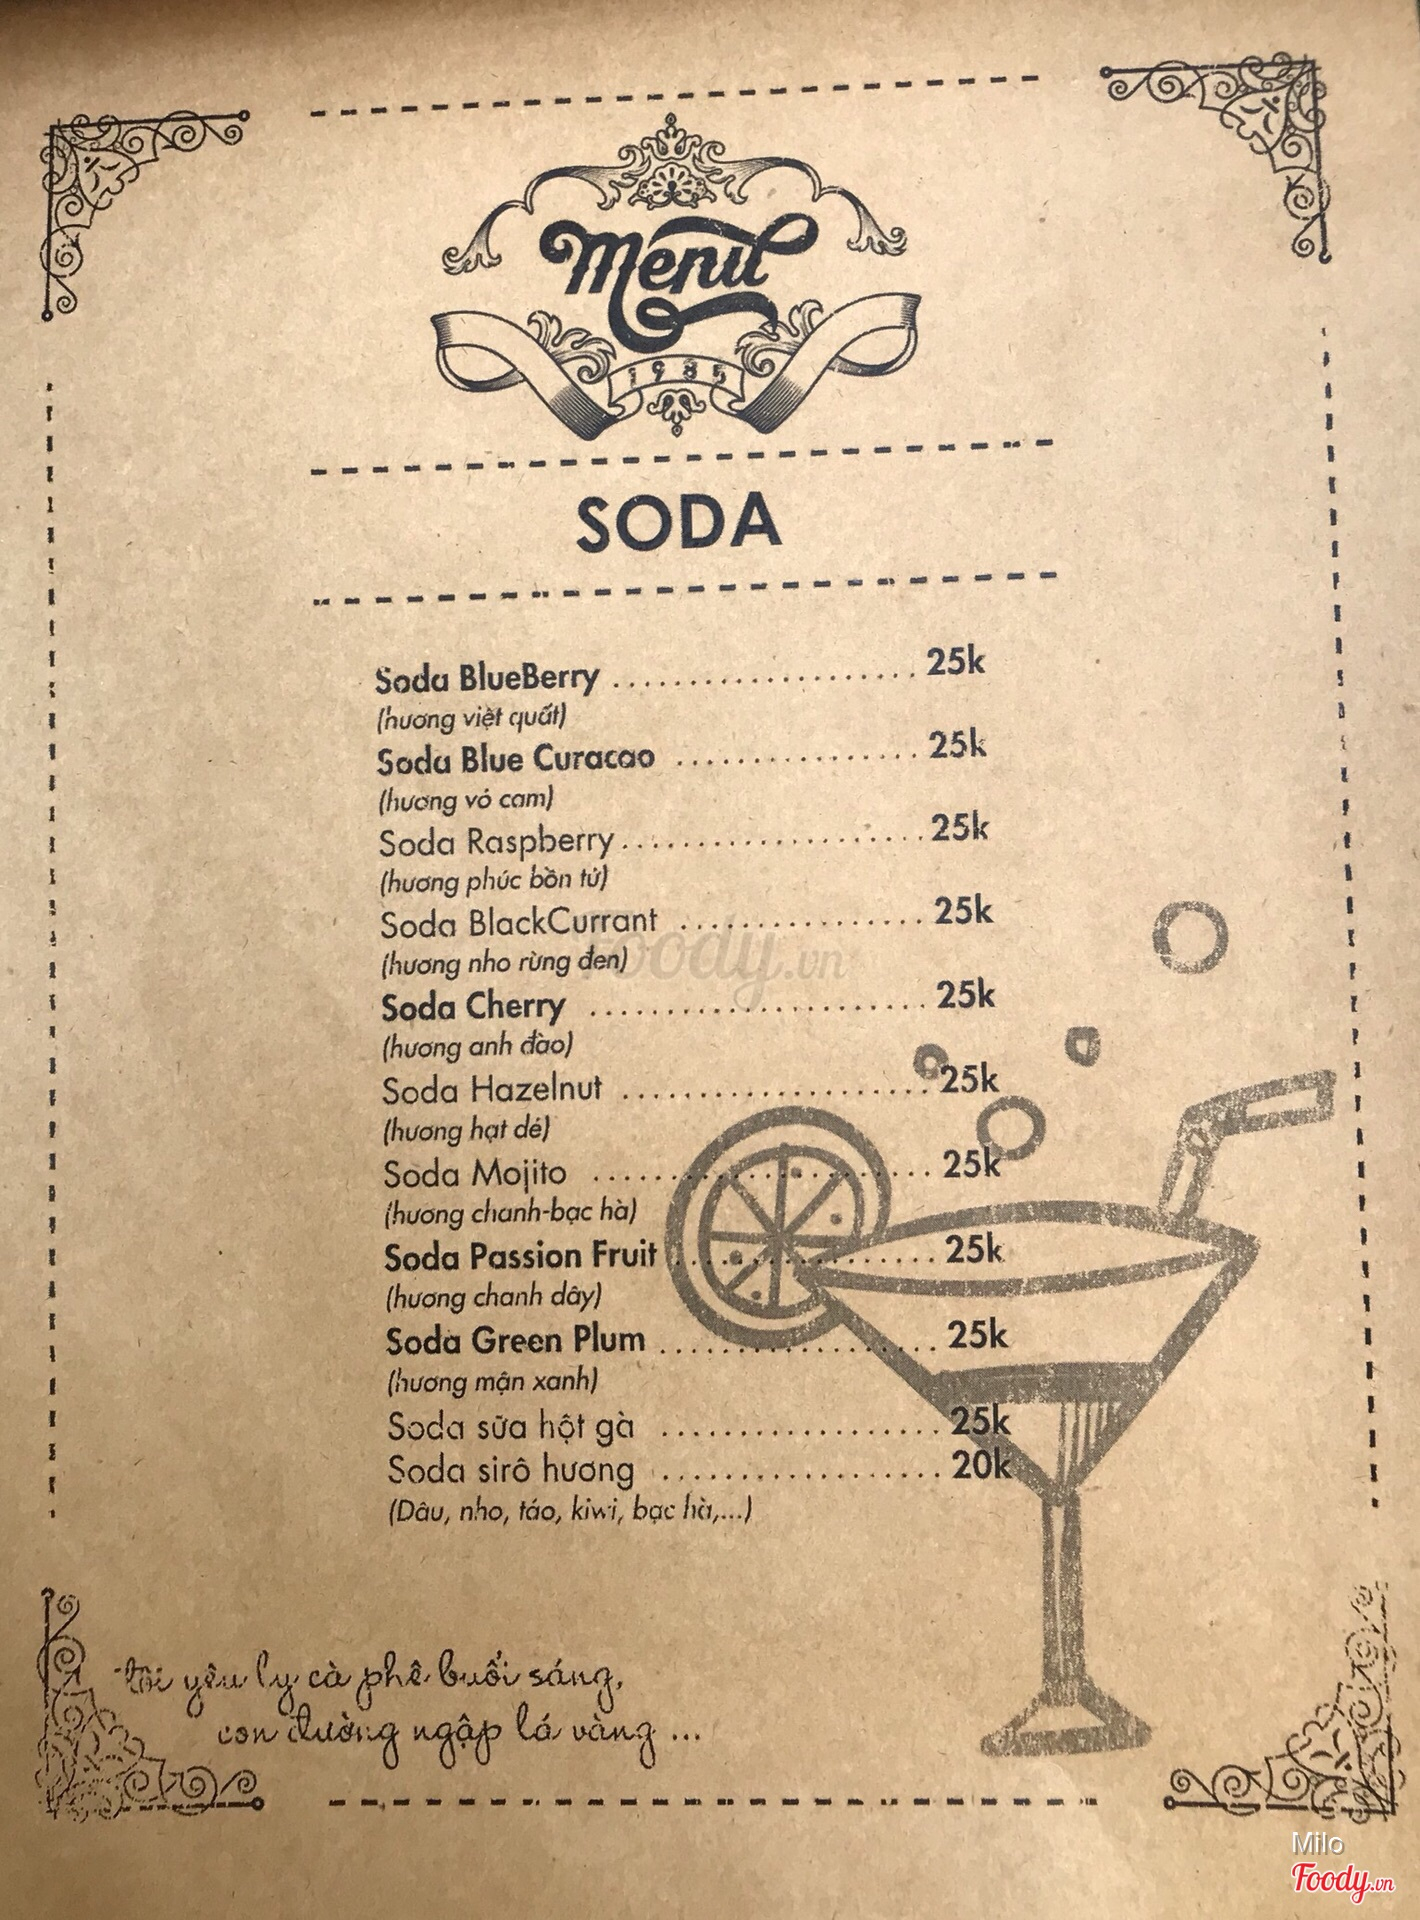 Menu
1985
SODA
Soda BlueBerry .................... 25k
(hương việt quất)
Soda Blue Curacao ................ 25k
(hương vỏ cam)
Soda Raspberry .................... 25k
(hương phúc bồn tử)
Soda BlackCurrant ................ 25k
(hương nho rừng đen)
Soda Cherry ...................... 25k
(hương anh đào)
Soda Hazelnut .................... 25k
(hương hạt dẻ)
Soda Mojito ...................... 25k
(hương chanh-bạc hà)
Soda Passion Fruit .................. 25k
(hương chanh dây)
Soda Green Plum .................. 25k
(hương mận xanh)
Soda sữa hột gà .................. 25k
Soda sirô hương .................. 20k
(Dâu, nho, táo, kiwi, bạc hà,...)
Tôi yêu ly cà phê buổi sáng,
con đường ngập lá vàng ...
foody.vn
Milo
Foody.vn